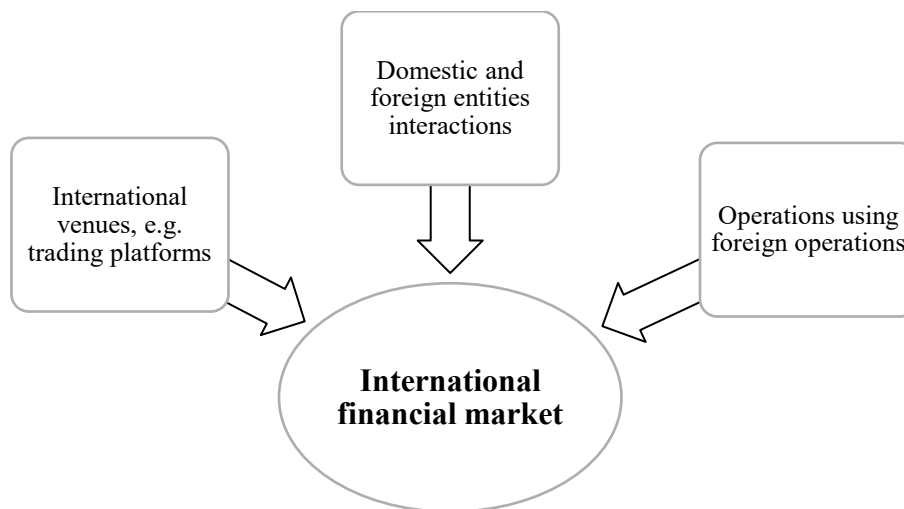 Domestic and
foreign entities
interactions
International
venues, e.g.
trading platforms
Operations using
foreign operations
International
financial market